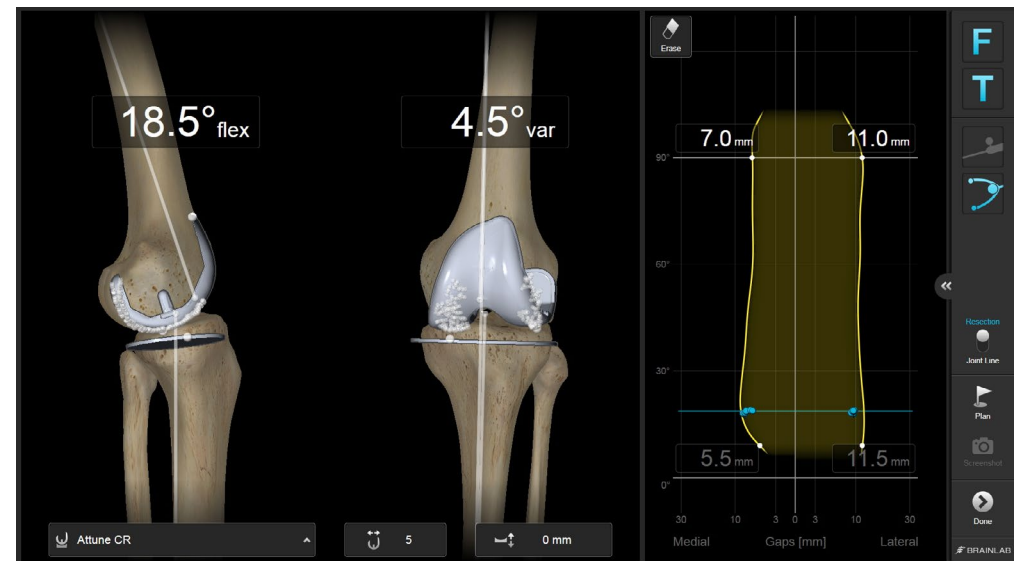 18.5° flex
4.5° var
Erase
7.0 mm
11.0 mm
90°
60°
30°
5.5 mm
11.5 mm
0°
30 10 3 0 3 10 30
Medial Gaps [mm] Lateral
Attune CR
5
0 mm
F
T
Resection
Joint Line
Plan
Screenshot
Done
BRAINLAB